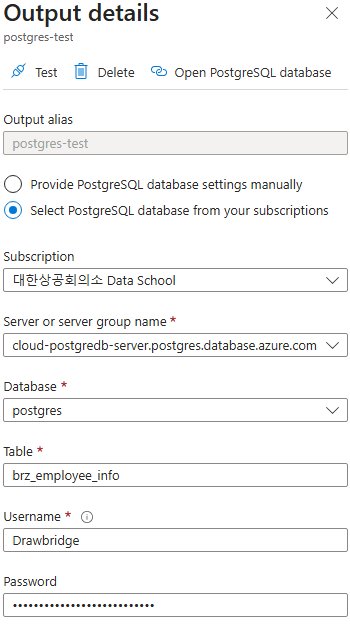 Output details
postgres-test
Test Delete Open PostgreSQL database
Output alias
postgres-test
Provide PostgreSQL database settings manually
Select PostgreSQL database from your subscriptions
Subscription
대한상공회의소 Data School
Server or server group name *
cloud-postgredb-server.postgres.database.azure.com
Database *
postgres
Table *
brz_employee_info
Username *
Drawbridge
Password
•••••••••••••••••••••••••••